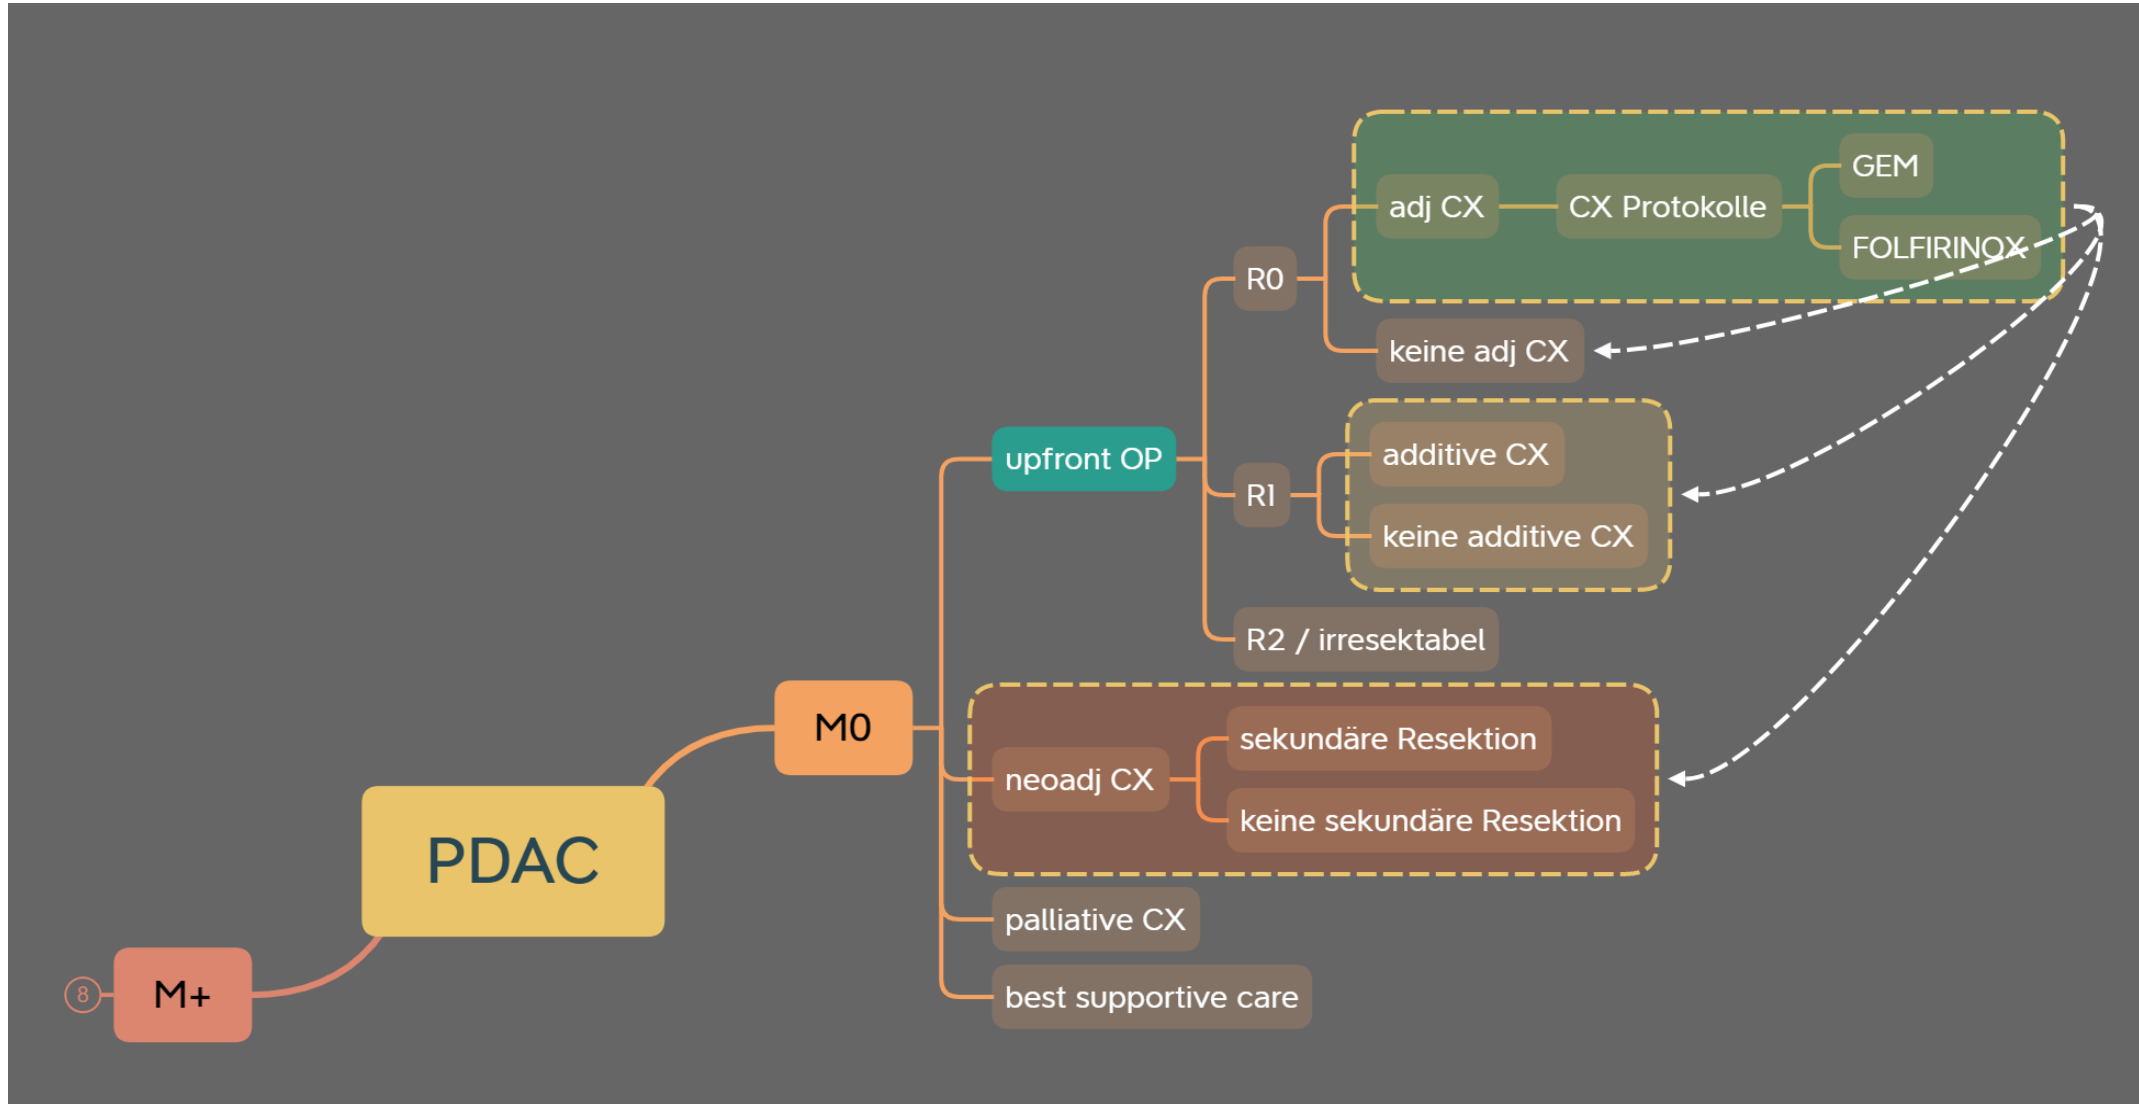 GEM
adj CX
CX Protokolle
FOLFIRINOX
R0
keine adj CX
upfront OP
additive CX
R1
keine additive CX
R2 / irresektabel
M0
sekundäre Resektion
neoadj CX
keine sekundäre Resektion
PDAC
palliative CX
8
M+
best supportive care